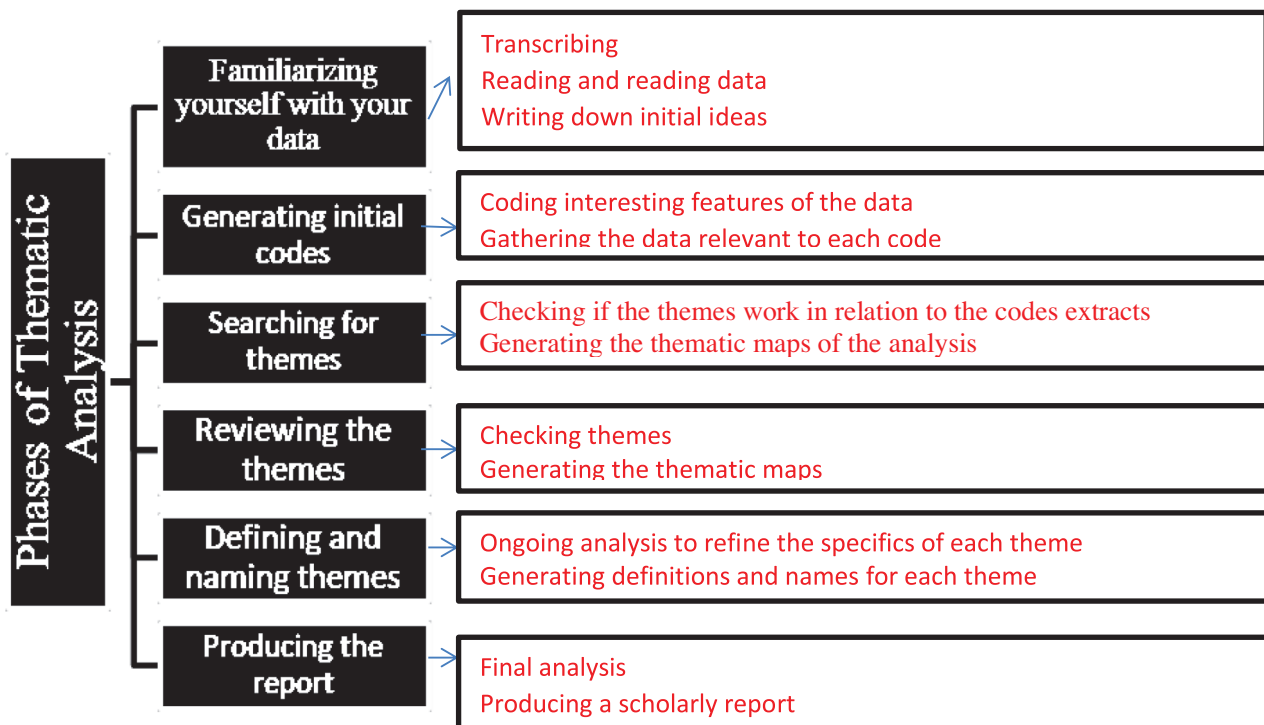 Phases of Thematic
Analysis
Familiarizing
yourself with your
data
Transcribing
Reading and reading data
Writing down initial ideas
Generating initial
codes
Coding interesting features of the data
Gathering the data relevant to each code
Searching for
themes
Checking if the themes work in relation to the codes extracts
Generating the thematic maps of the analysis
Reviewing the
themes
Checking themes
Generating the thematic maps
Defining and
naming themes
Ongoing analysis to refine the specifics of each theme
Generating definitions and names for each theme
Producing the
report
Final analysis
Producing a scholarly report